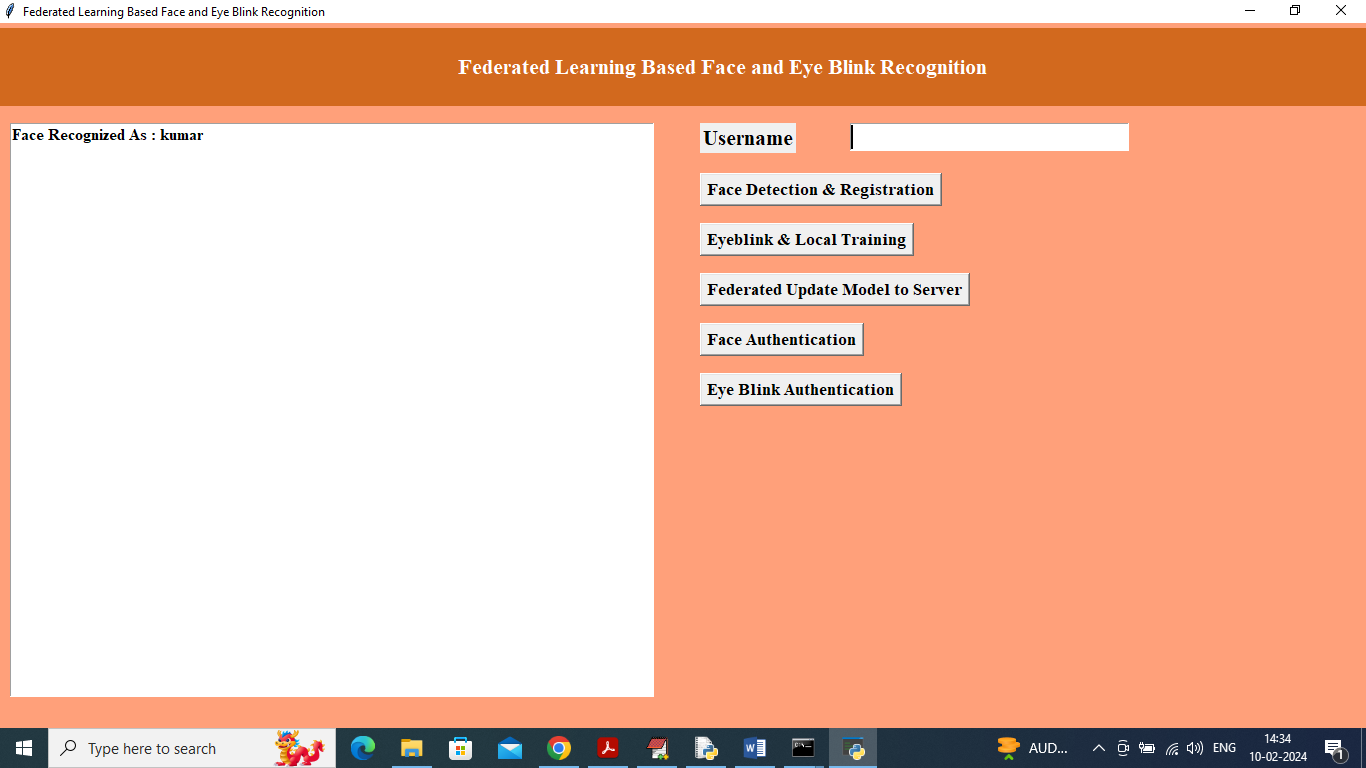 Federated Learning Based Face and Eye Blink Recognition
Federated Learning Based Face and Eye Blink Recognition
Face Recognized As : kumar
Username
Face Detection & Registration
Eyeblink & Local Training
Federated Update Model to Server
Face Authentication
Eye Blink Authentication
Type here to search
AUD...
ENG
14:34
10-02-2024
1